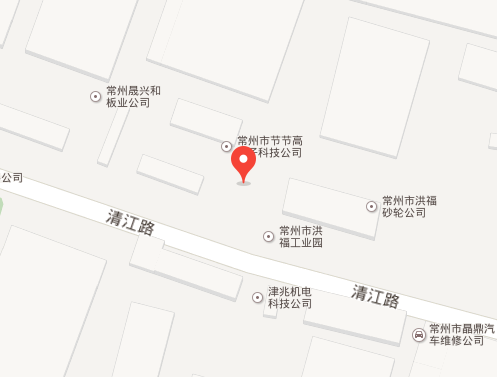 常州晟兴和
板业公司
常州市节节高
子科技公司
公司
常州市洪福
砂轮公司
清江路
常州市洪
福工业园
津兆机电
科技公司
清江路
常州市晶鼎汽
车维修公司